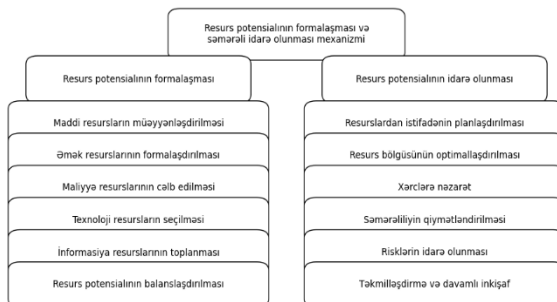 Resurs potensialının formalaşması və
səmərəli idarə olunması mexanizmi
Resurs potensialının formalaşması
Maddi resursların müəyyənləşdirilməsi
Əmək resurslarının formalaşdırılması
Maliyyə resurslarının cəlb edilməsi
Texnoloji resursların seçilməsi
İnformasiya resurslarının toplanması
Resurs potensialının balanslaşdırılması
Resurs potensialının idarə olunması
Resurslardan istifadənin planlaşdırılması
Resurs bölgüsünün optimallaşdırılması
Xərclərə nəzarət
Səmərəliliyin qiymətləndirilməsi
Risklərin idarə olunması
Təkmilləşdirmə və davamlı inkişaf